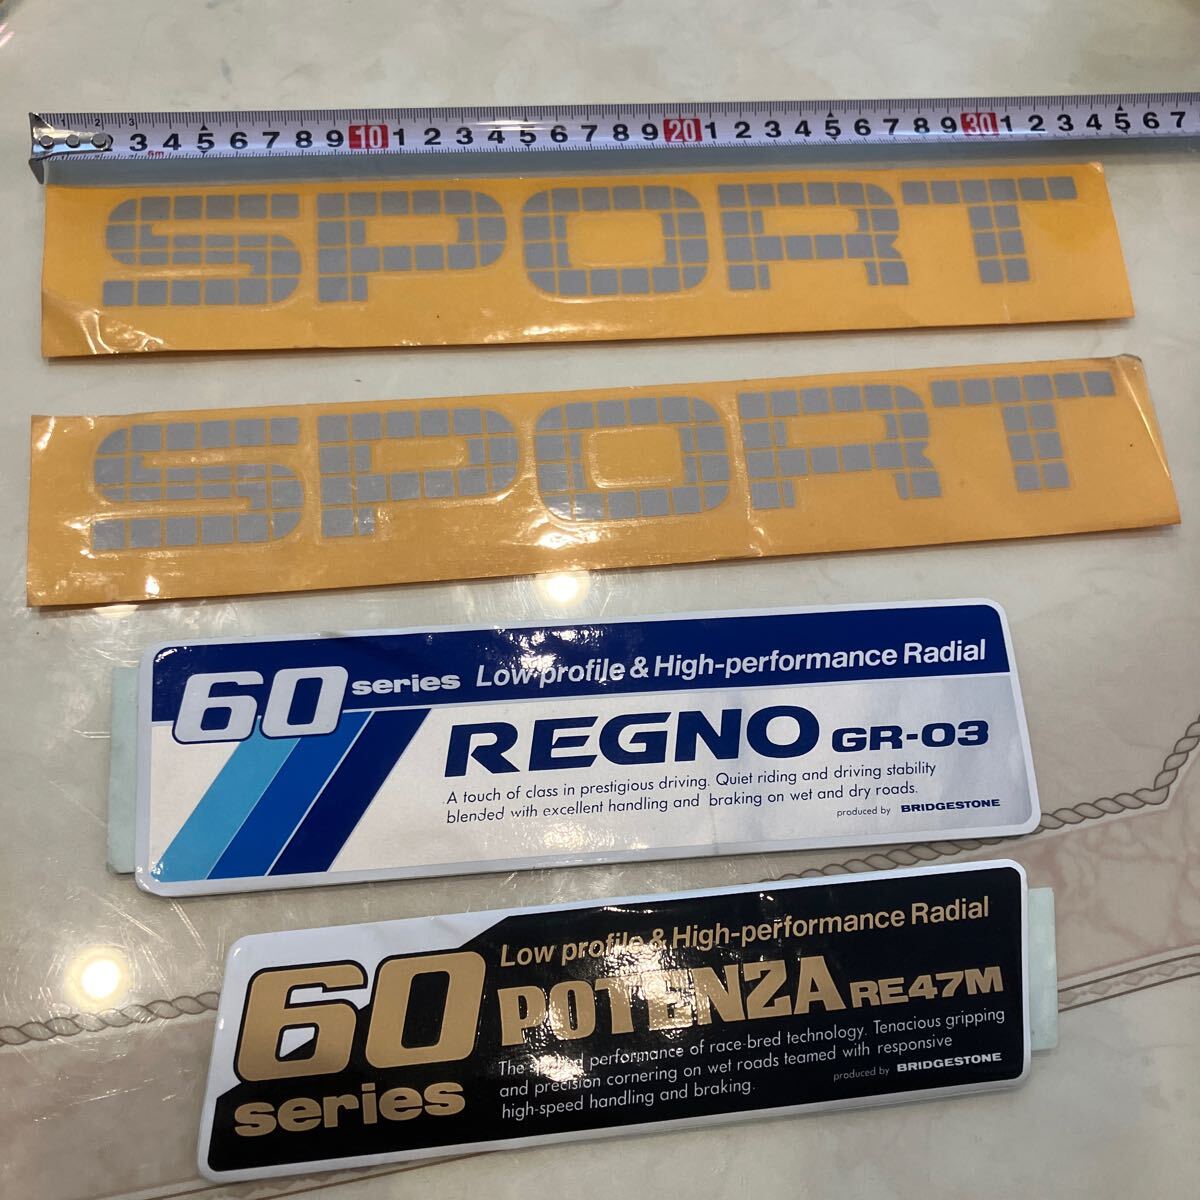 1 2 3
3 4 5 6 7 8 9 10 1 2 3 4 5 6 7 8 9 20 1 2 3 4 5 6 7 8 9 30 1 2 3 4 5 6 7
SPORT
SPORT
60 series Low profile & High-performance Radial
REGNO GR-03
A touch of class in prestigious driving. Quiet riding and driving stability
blended with excellent handling and braking on wet and dry roads.
produced by BRIDGESTONE
60 series
Low profile & High-performance Radial
POTENZA RE47M
The performance of race-bred technology. Tenacious gripping
and precision cornering on wet roads teamed with responsive
high-speed handling and braking.
produced by BRIDGESTONE